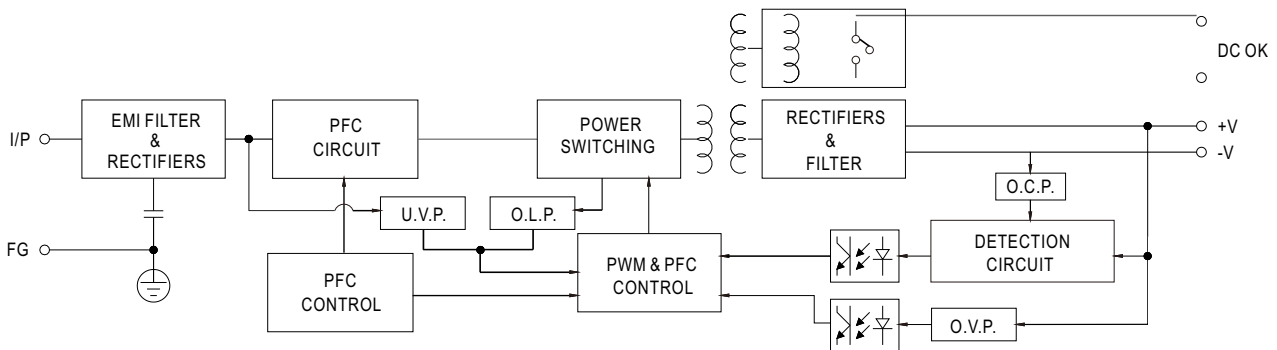 DC OK
I/P
EMI FILTER
&
RECTIFIERS
PFC
CIRCUIT
POWER
SWITCHING
RECTIFIERS
&
FILTER
+V
-V
O.C.P.
U.V.P.
O.L.P.
FG
PFC
CONTROL
PWM & PFC
CONTROL
DETECTION
CIRCUIT
O.V.P.